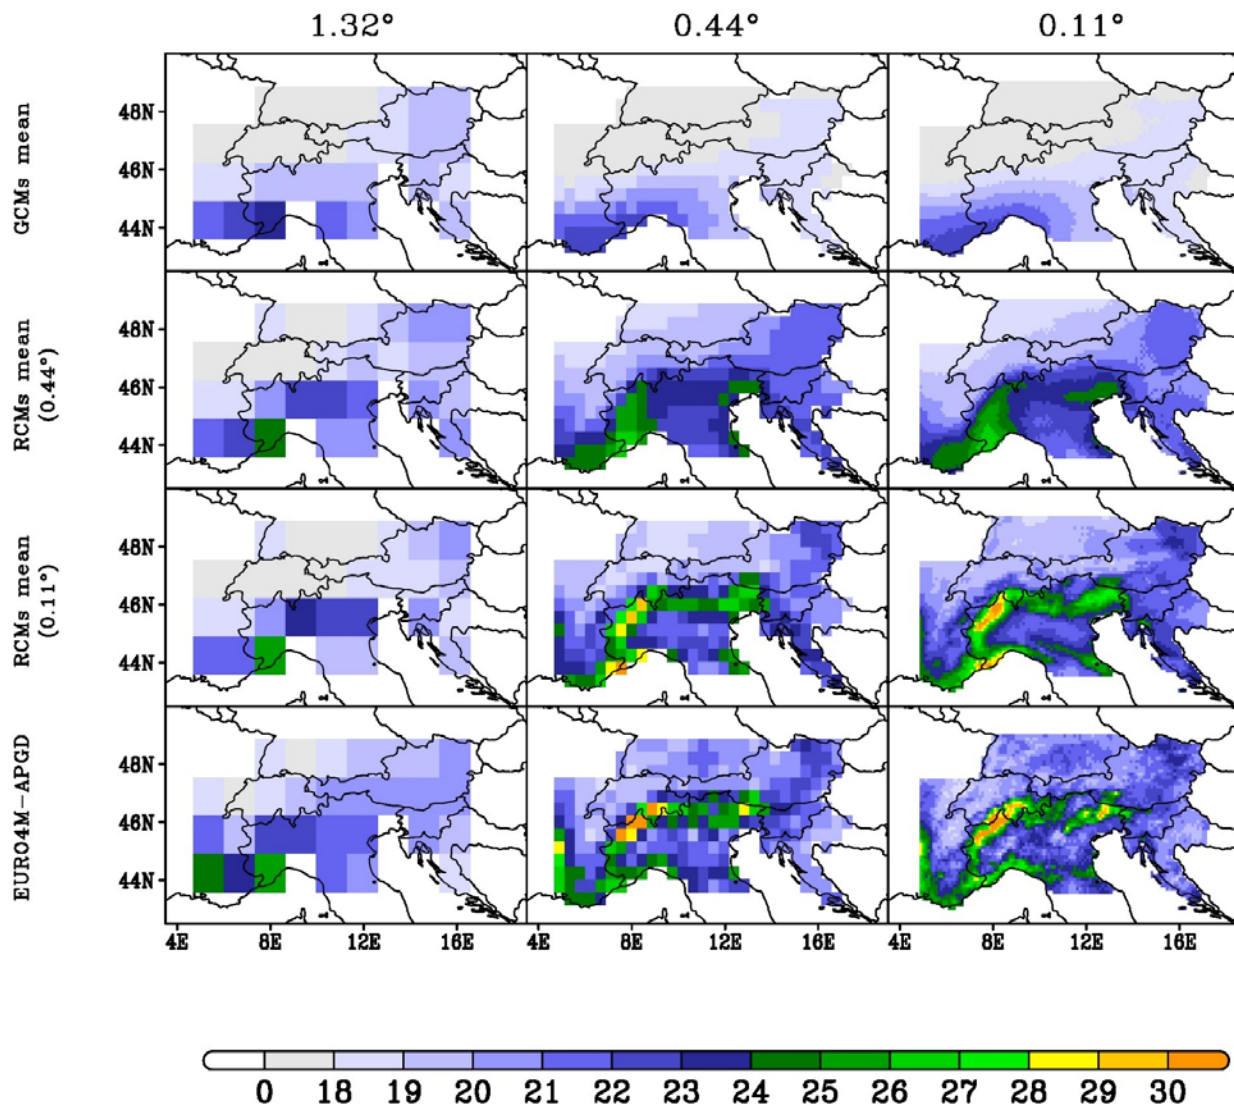 1.32° 0.44° 0.11°
GCMs mean
48N
46N
44N
RCMs mean
(0.44°)
48N
46N
44N
RCMs mean
(0.11°)
48N
46N
44N
EURO4M-APGD
48N
46N
44N
4E 8E 12E 16E 4E 8E 12E 16E 4E 8E 12E 16E
0 18 19 20 21 22 23 24 25 26 27 28 29 30